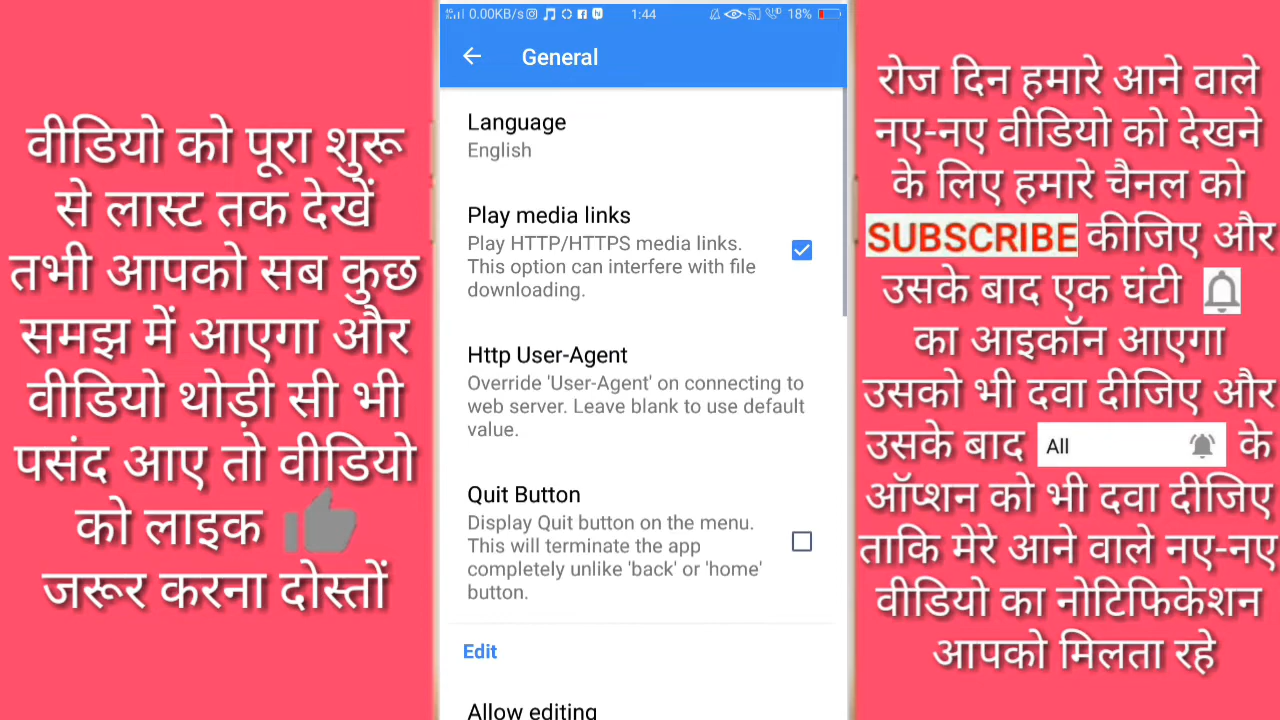 वीडियो को पूरा शुरू
से लास्ट तक देखें
तभी आपको सब कुछ
समझ में आएगा और
वीडियो थोड़ी सी भी
पसंद आए तो वीडियो
को लाइक
जरूर करना दोस्तों
0.00KB/s 1:44 18%
General
Language
English
Play media links
Play HTTP/HTTPS media links.
This option can interfere with file
downloading.
Http User-Agent
Override 'User-Agent' on connecting to
web server. Leave blank to use default
value.
Quit Button
Display Quit button on the menu.
This will terminate the app
completely unlike 'back' or 'home'
button.
Edit
Allow editing
रोज दिन हमारे आने वाले
नए-नए वीडियो को देखने
के लिए हमारे चैनल को
SUBSCRIBE कीजिए और
उसके बाद एक घंटी
का आइकॉन आएगा
उसको भी दवा दीजिए और
उसके बाद All के
ऑप्शन को भी दवा दीजिए
ताकि मेरे आने वाले नए-नए
वीडियो का नोटिफिकेशन
आपको मिलता रहे